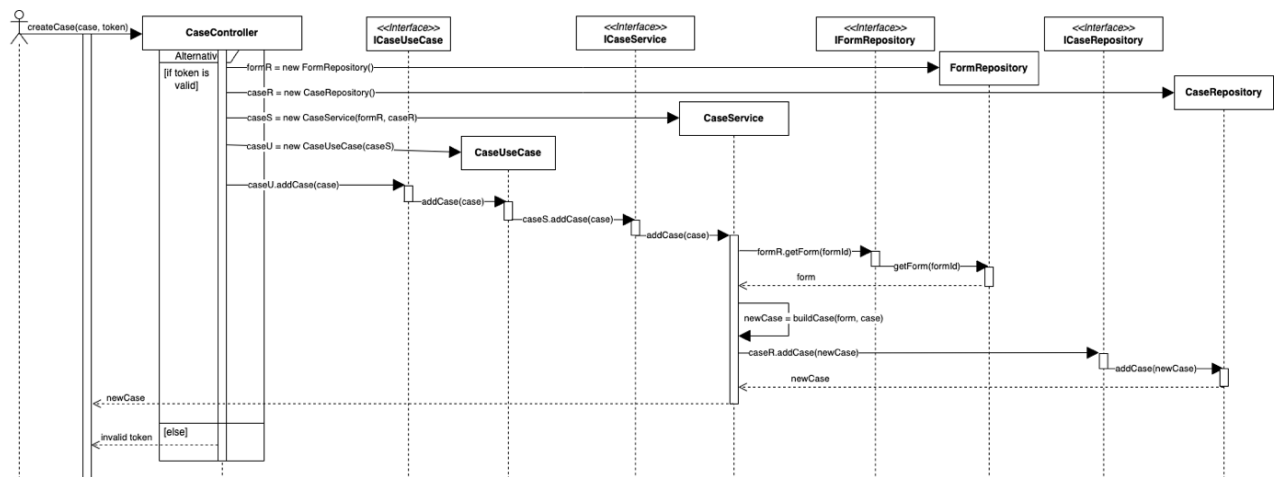 createCase(case, token)
CaseController
<<Interface>>
ICaseUseCase
<<Interface>>
ICaseService
<<Interface>>
IFormRepository
<<Interface>>
ICaseRepository
Alternativ
[if token is
valid]
formR = new FormRepository()
FormRepository
caseR = new CaseRepository()
CaseRepository
caseS = new CaseService(formR, caseR)
CaseService
caseU = new CaseUseCase(caseS)
CaseUseCase
caseU.addCase(case)
addCase(case)
caseS.addCase(case)
addCase(case)
formR.getForm(formId)
getForm(formId)
form
newCase = buildCase(form, case)
caseR.addCase(newCase)
addCase(newCase)
newCase
newCase
[else]
invalid token